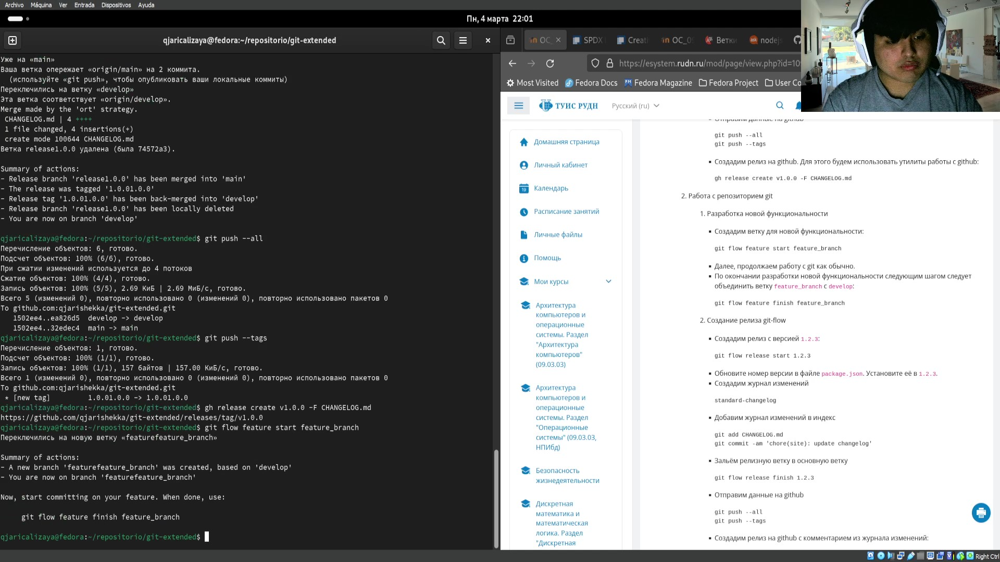 Archivo Máquina Ver Entrada Dispositivos Ayuda
Пн, 4 марта 22:01
qjaricalizaya@fedora:~/repositorio/git-extended
Уже на «main»
Ваша ветка опережает «origin/main» на 2 коммита.
(используйте «git push», чтобы опубликовать ваши локальные коммиты)
Переключились на ветку «develop»
Эта ветка соответствует «origin/develop».
Merge made by the 'ort' strategy.
CHANGELOG.md | 4 ++++
1 file changed, 4 insertions(+)
create mode 100644 CHANGELOG.md
Ветка release1.0.0 удалена (была 74572a3).
Summary of actions:
- Release branch 'release1.0.0' has been merged into 'main'
- The release was tagged '1.0.01.0.0'
- Release tag '1.0.01.0.0' has been back-merged into 'develop'
- Release branch 'release1.0.0' has been locally deleted
- You are now on branch 'develop'
qjaricalizaya@fedora:~/repositorio/git-extended$ git push --all
Перечисление объектов: 6, готово.
Подсчет объектов: 100% (6/6), готово.
При сжатии изменений используется до 4 потоков
Сжатие объектов: 100% (4/4), готово.
Запись объектов: 100% (5/5), 2.69 КиБ | 2.69 МиБ/с, готово.
Всего 5 (изменений 0), повторно использовано 0 (изменений 0), повторно использовано пакетов 0
To github.com:qjarishekka/git-extended.git
1502ee4..ea826d5 develop -> develop
1502ee4..32edec4 main -> main
qjaricalizaya@fedora:~/repositorio/git-extended$ git push --tags
Перечисление объектов: 1, готово.
Подсчет объектов: 100% (1/1), готово.
Запись объектов: 100% (1/1), 157 байтов | 157.00 КиБ/с, готово.
Всего 1 (изменений 0), повторно использовано 0 (изменений 0), повторно использовано пакетов 0
To github.com:qjarishekka/git-extended.git
* [new tag] 1.0.01.0.0 -> 1.0.01.0.0
qjaricalizaya@fedora:~/repositorio/git-extended$ gh release create v1.0.0 -F CHANGELOG.md
https://github.com/qjarishekka/git-extended/releases/tag/v1.0.0
qjaricalizaya@fedora:~/repositorio/git-extended$ git flow feature start feature_branch
Переключились на новую ветку «featurefeature_branch»
Summary of actions:
- A new branch 'featurefeature_branch' was created, based on 'develop'
- You are now on branch 'featurefeature_branch'
Now, start committing on your feature. When done, use:
git flow feature finish feature_branch
qjaricalizaya@fedora:~/repositorio/git-extended$
OC_ SPDX Creati OC_0 Ветки nodejs
https://esystem.rudn.ru/mod/page/view.php?id=10
Most Visited Fedora Docs Fedora Magazine Fedora Project User Co
ТУИС РУДН Русский (ru)
Домашняя страница
Личный кабинет
19
Календарь
Расписание занятий
Личные файлы
Помощь
Мои курсы
Архитектура
компьютеров и
операционные
системы. Раздел
"Архитектура
компьютеров"
(09.03.03)
Архитектура
компьютеров и
операционные
системы. Раздел
"Операционные
системы" (09.03.03,
НПИбд)
Безопасность
жизнедеятельности
Дискретная
математика и
математическая
логика. Раздел
"Дискретная
Отправим данные на github
git push --all
git push --tags
Создадим релиз на github. Для этого будем использовать утилиты работы с github:
gh release create v1.0.0 -F CHANGELOG.md
2. Работа с репозиторием git
1. Разработка новой функциональности
Создадим ветку для новой функциональности:
git flow feature start feature_branch
Далее, продолжаем работу c git как обычно.
По окончании разработки новой функциональности следующим шагом следует
объединить ветку feature_branch c develop:
git flow feature finish feature_branch
2. Создание релиза git-flow
Создадим релиз с версией 1.2.3:
git flow release start 1.2.3
Обновите номер версии в файле package.json. Установите её в 1.2.3.
Создадим журнал изменений
standard-changelog
Добавим журнал изменений в индекс
git add CHANGELOG.md
git commit -am 'chore(site): update changelog'
Зальём релизную ветку в основную ветку
git flow release finish 1.2.3
Отправим данные на github
git push --all
git push --tags
Создадим релиз на github с комментарием из журнала изменений:
Right Ctrl